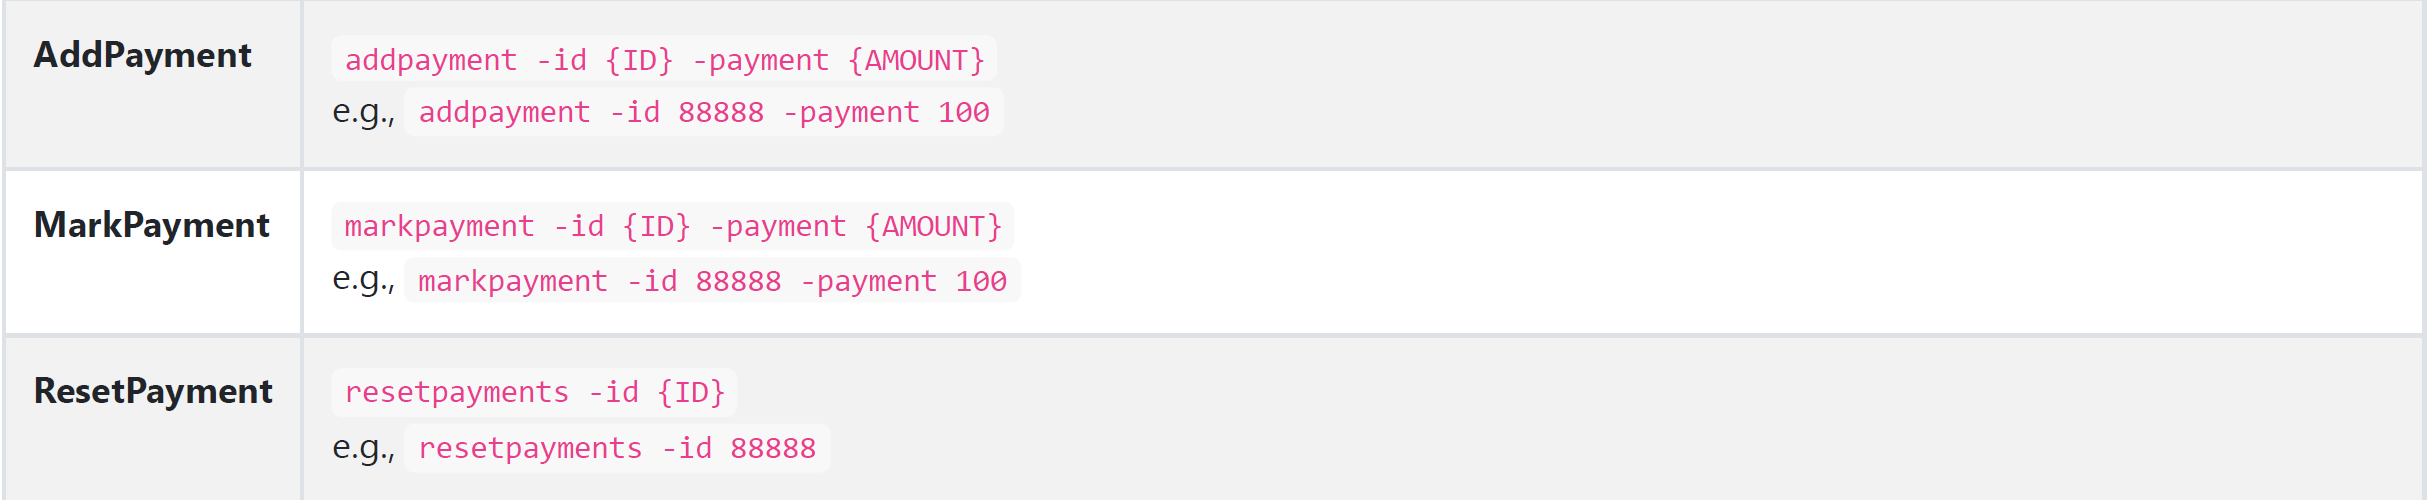 AddPayment
addpayment -id {ID} -payment {AMOUNT}
e.g., addpayment -id 88888 -payment 100
MarkPayment
markpayment -id {ID} -payment {AMOUNT}
e.g., markpayment -id 88888 -payment 100
ResetPayment
resetpayments -id {ID}
e.g., resetpayments -id 88888